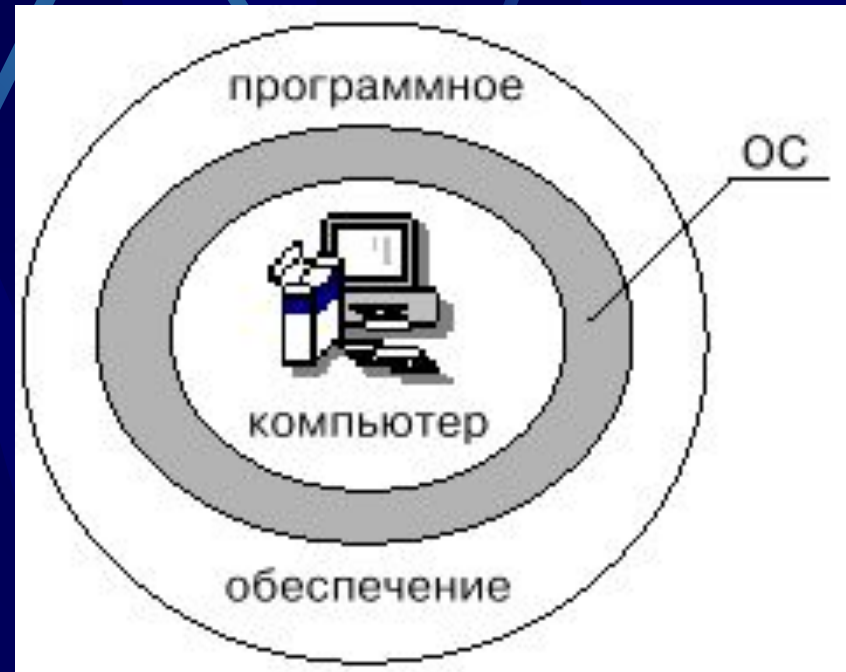 программное
ОС
компьютер
обеспечение